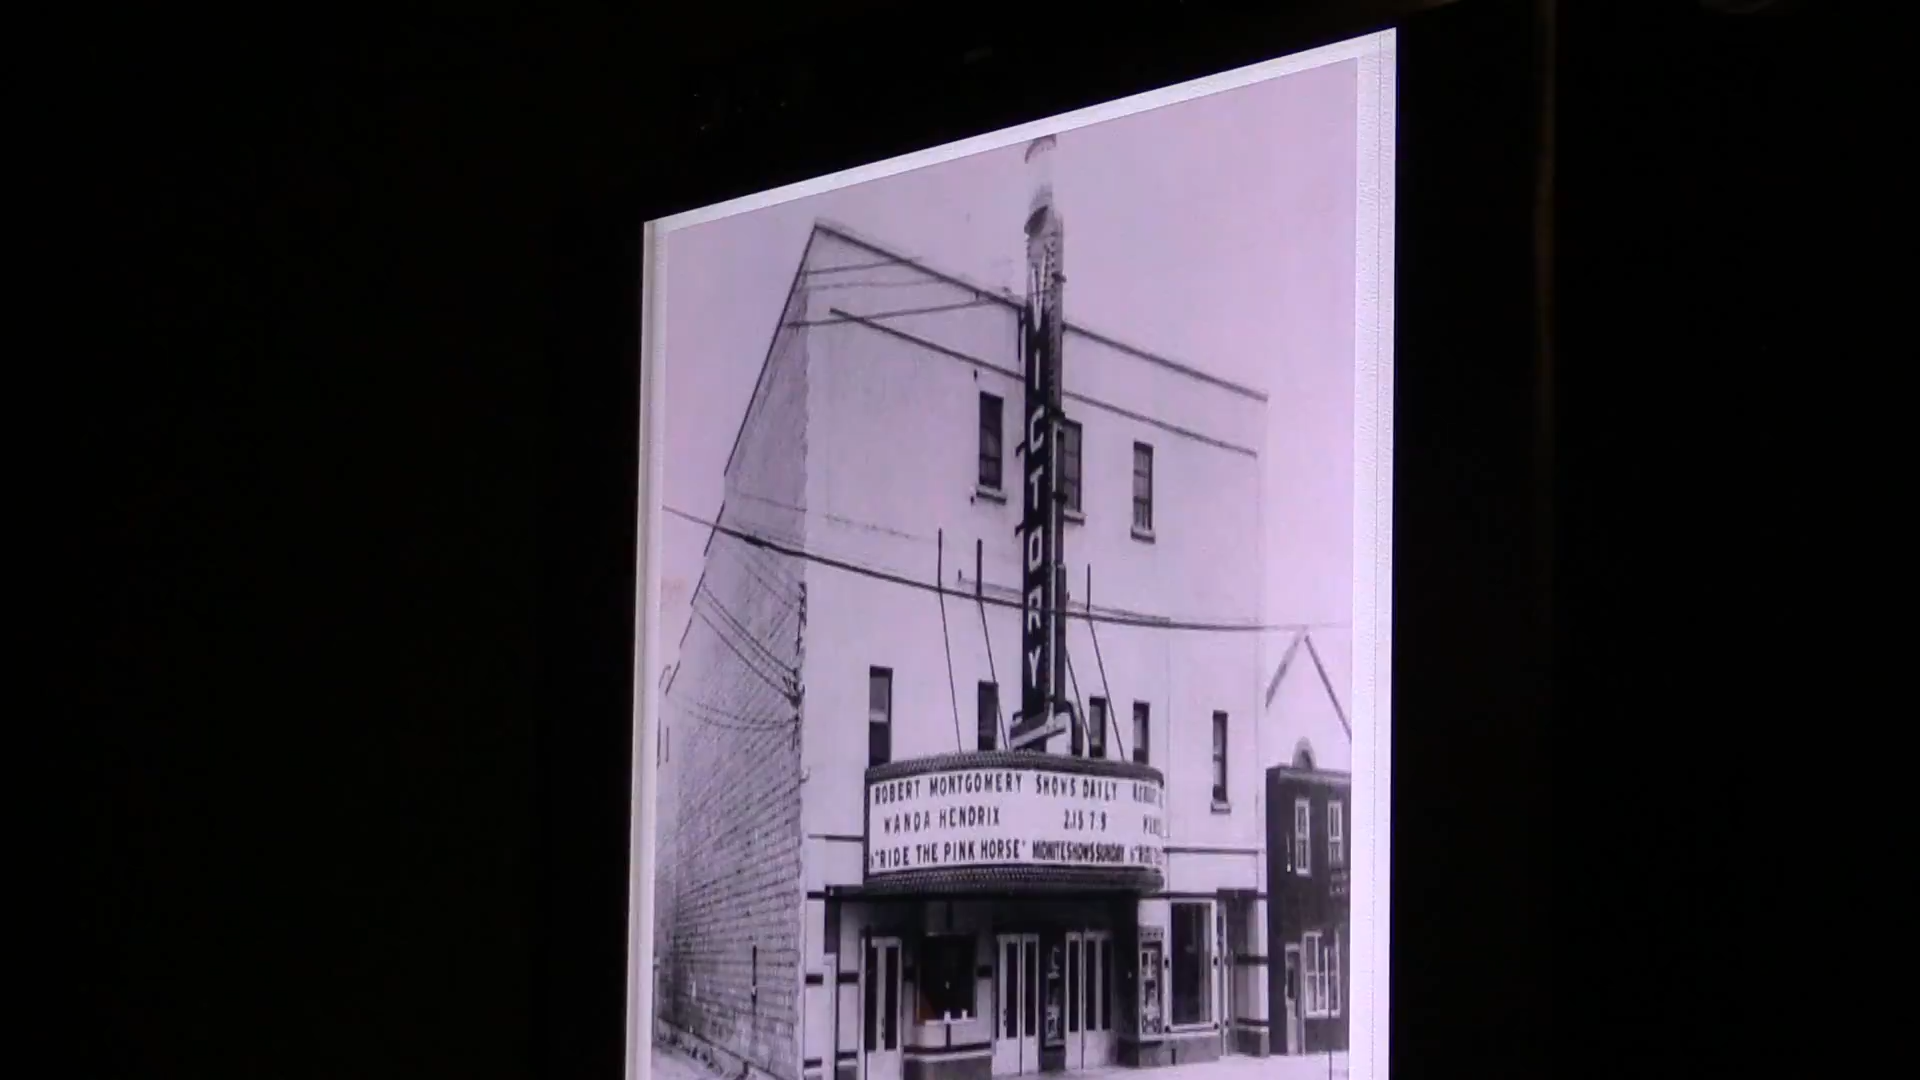 VICTORY
ROBERT MONTGOMERY SHOWS DAILY
WANDA HENDRIX 2.15 7-9
"RIDE THE PINK HORSE" MIDNITE SHOWS SUNDAY